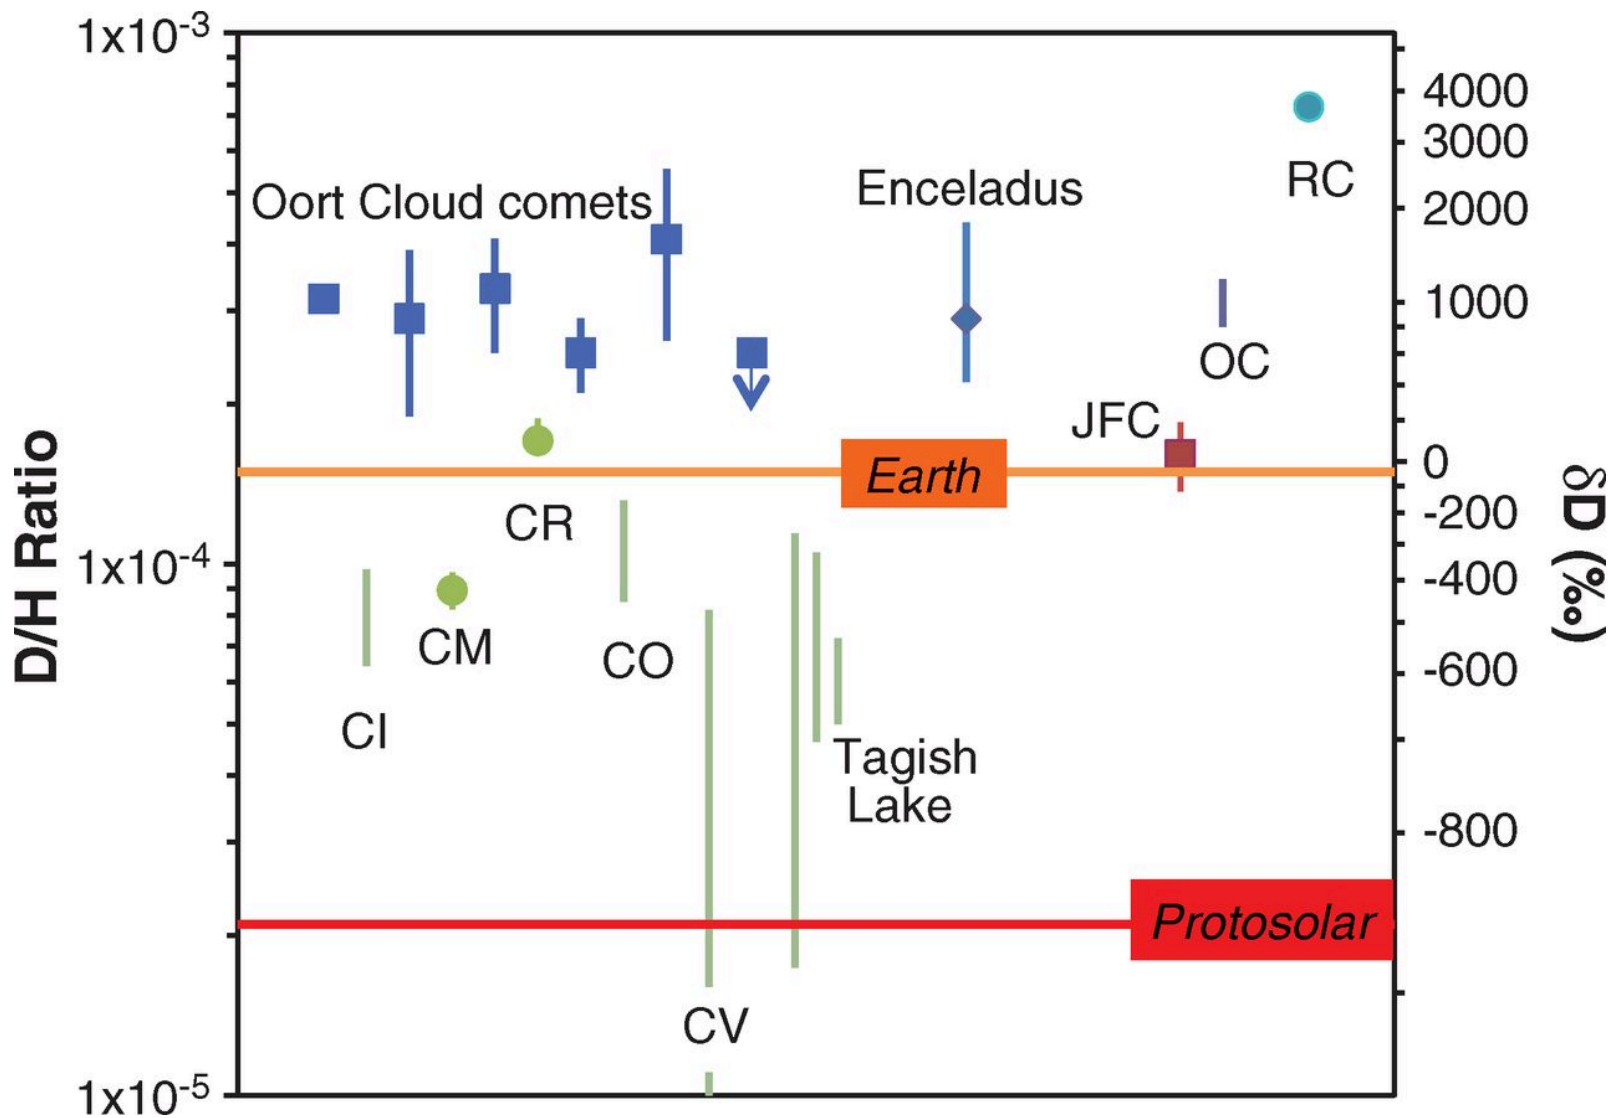 1x10-3
4000
3000
RC
Enceladus
Oort Cloud comets
2000
1000
OC
JFC
Earth
0
CR
-200
1x10-4
-400
CM
CO
-600
CI
Tagish
Lake
-800
Protosolar
CV
1x10-5
D/H Ratio
δD (‰)